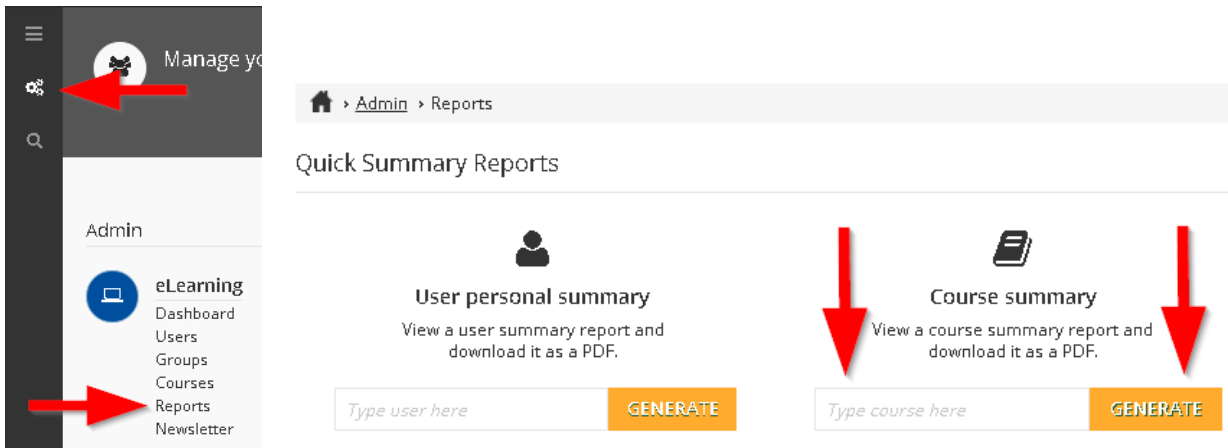 Manage yo
Admin
eLearning
Dashboard
Users
Groups
Courses
Reports
Newsletter
› Admin › Reports
Quick Summary Reports
User personal summary
View a user summary report and
download it as a PDF.
Type user here
GENERATE
Course summary
View a course summary report and
download it as a PDF.
Type course here
GENERATE